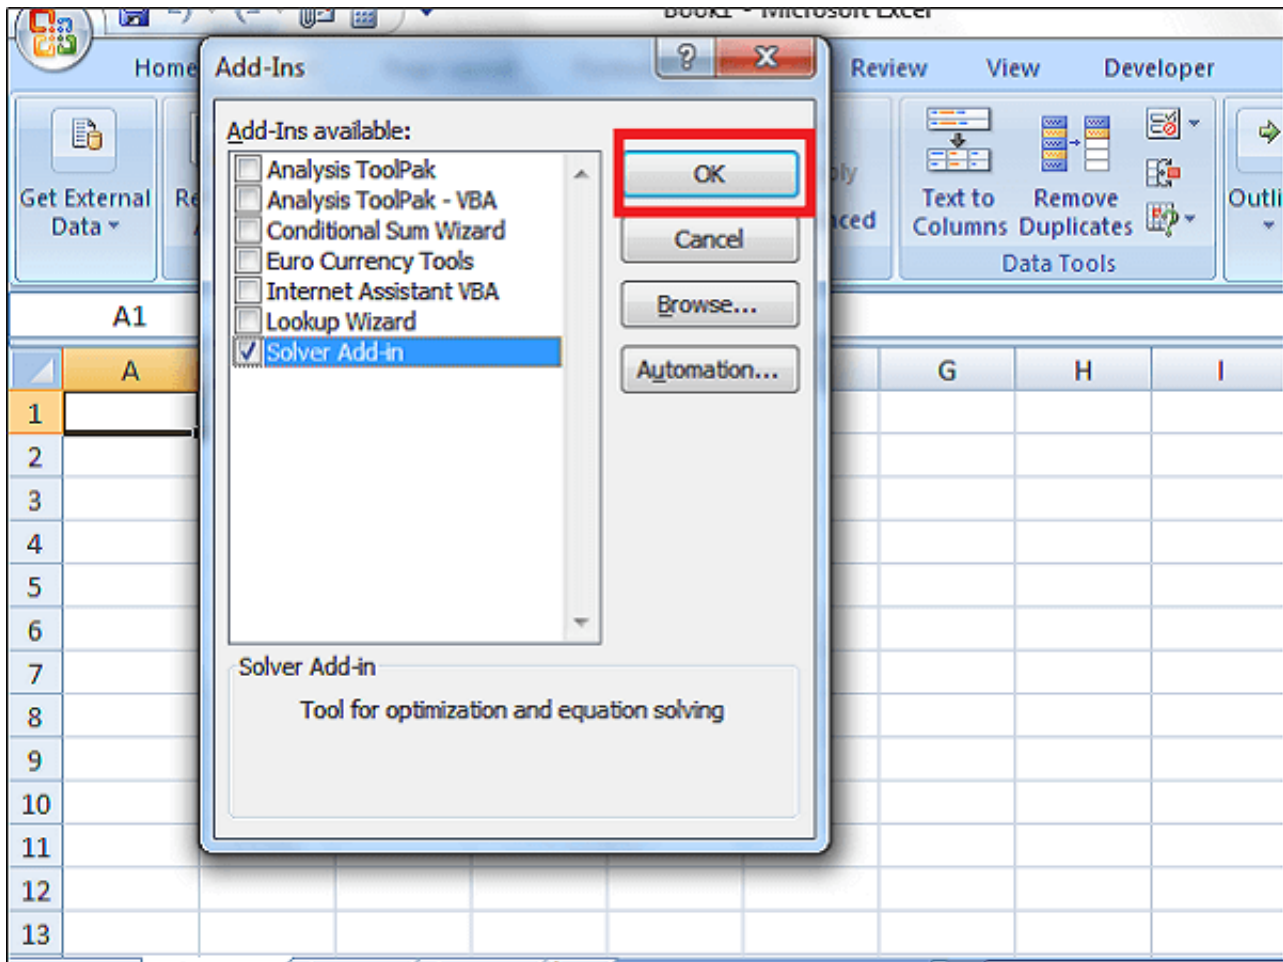 Book1 - Microsoft Excel
Home
Review
View
Developer
Add-Ins
Add-Ins available:
Analysis ToolPak
Analysis ToolPak - VBA
Conditional Sum Wizard
Euro Currency Tools
Internet Assistant VBA
Lookup Wizard
Solver Add-in
OK
Cancel
Browse...
Automation...
Solver Add-in
Tool for optimization and equation solving
Get External
Data
Text to
Columns
Remove
Duplicates
Data Tools
A1
A
G
H
I
1
2
3
4
5
6
7
8
9
10
11
12
13